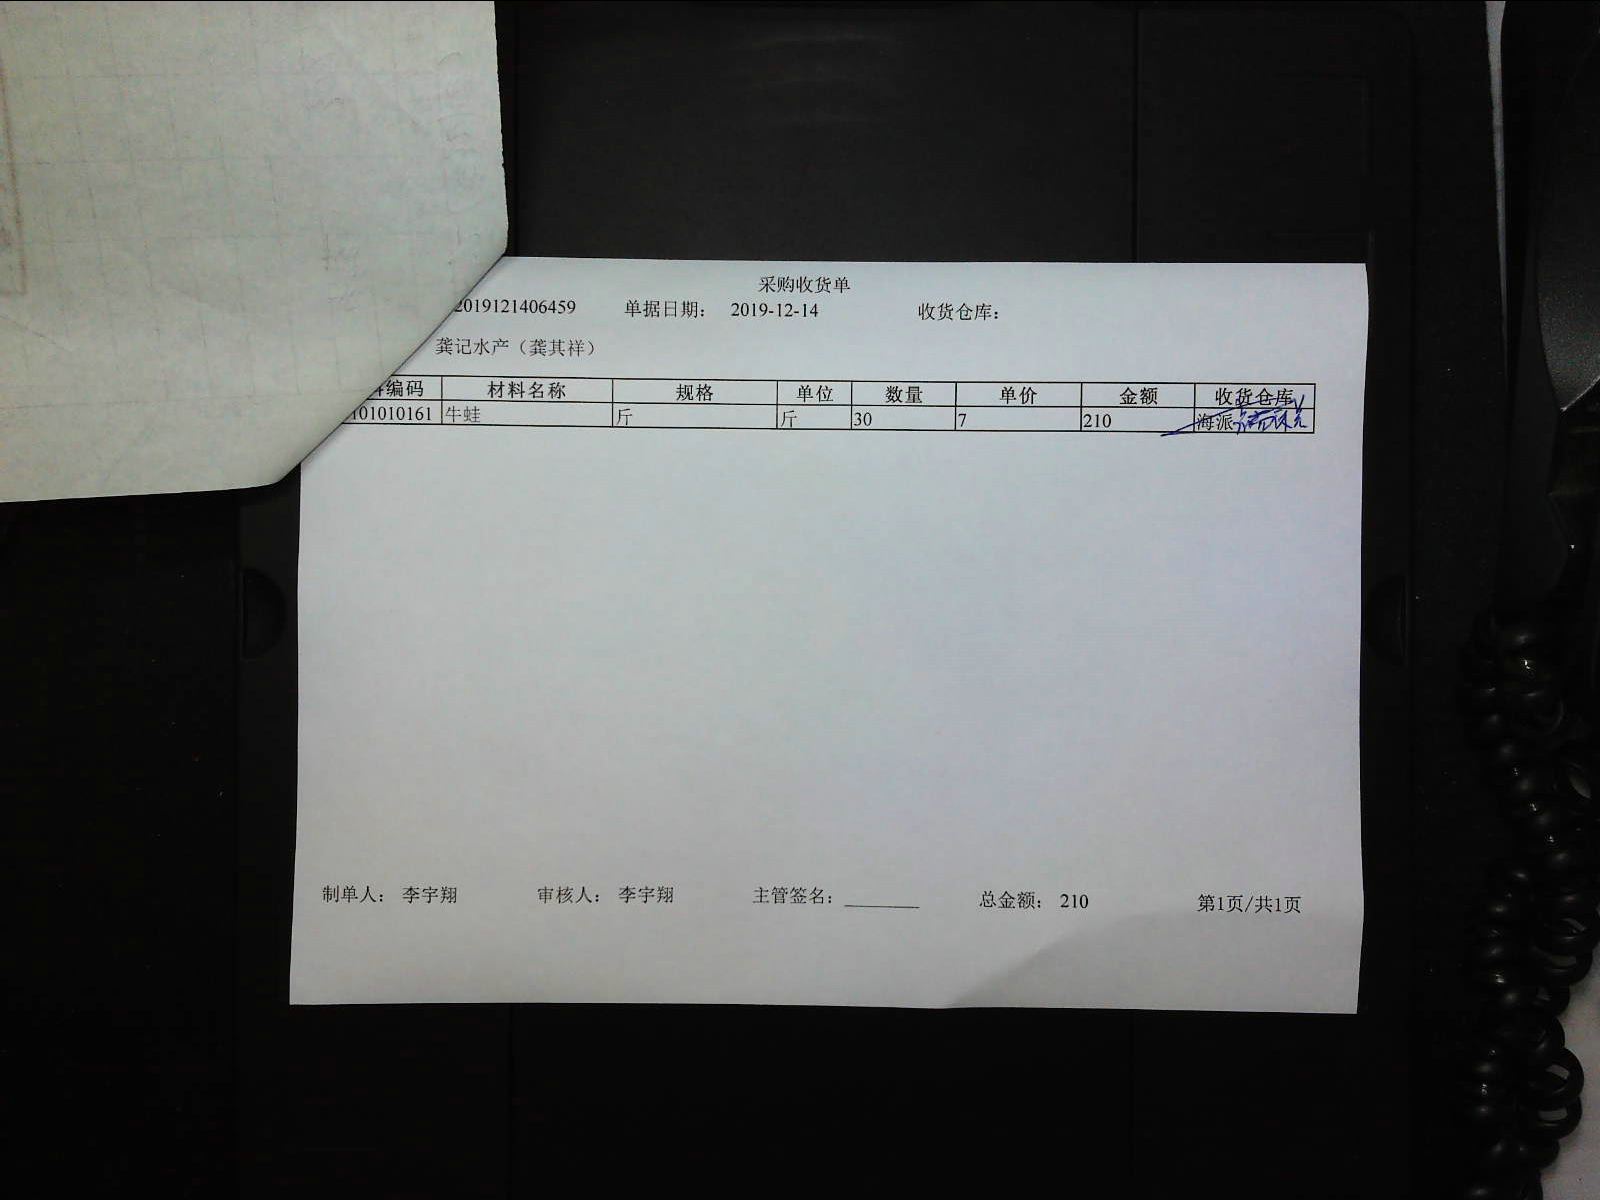 采购收货单
2019121406459 单据日期： 2019-12-14 收货仓库：
龚记水产（龚其祥）
编码 材料名称 规格 单位 数量 单价 金额 收货仓库
101010161 牛蛙 斤 斤 30 7 210 海派
制单人： 李宇翔 审核人： 李宇翔 主管签名： 总金额： 210 第1页/共1页